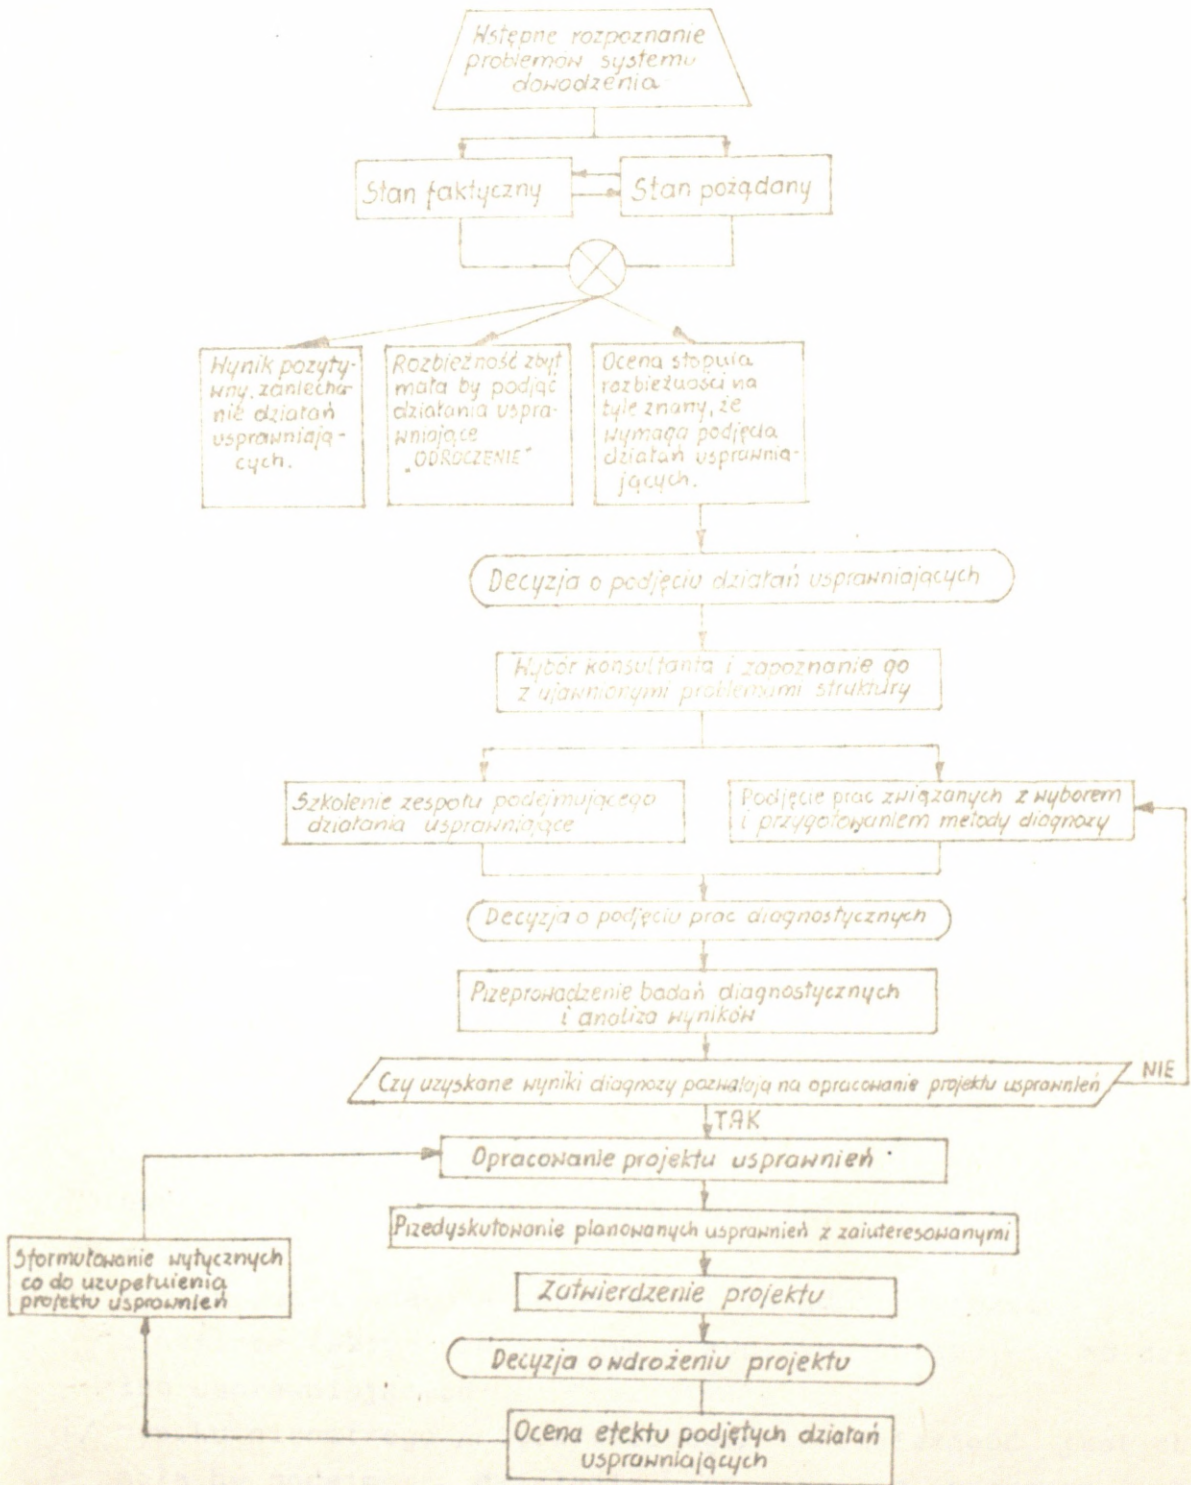 Wstępne rozpoznanie
problemów systemu
dowodzenia
Stan faktyczny
Stan pożądany
Wynik pozyty-
wny. zaniecha-
nie działań
usprawniają-
cych.
Rozbieżność zbyt
mała by podjąć
działania uspra-
wniające
"ODROCZENIE"
Ocena stopnia
rozbieżności na
tyle znany, że
wymaga podjęcia
działań usprawnia-
jących.
Decyzja o podjęciu działań usprawniających
Wybór konsultanta i zapoznanie go
z ujawnionymi problemami struktury
Szkolenie zespołu podejmującego
działania usprawniające
Podjęcie prac związanych z wyborem
i przygotowaniem metody diagnozy
Decyzja o podjęciu prac diagnostycznych
Przeprowadzenie badań diagnostycznych
i analiza wyników
Czy uzyskane wyniki diagnozy pozwalają na opracowanie projektu usprawnień
NIE
TAK
Opracowanie projektu usprawnień
Przedyskutowanie planowanych usprawnień z zainteresowanymi
Sformułowanie wytycznych
co do uzupełnienia
projektu usprawnień
Zatwierdzenie projektu
Decyzja o wdrożeniu projektu
Ocena efektu podjętych działań
usprawniających